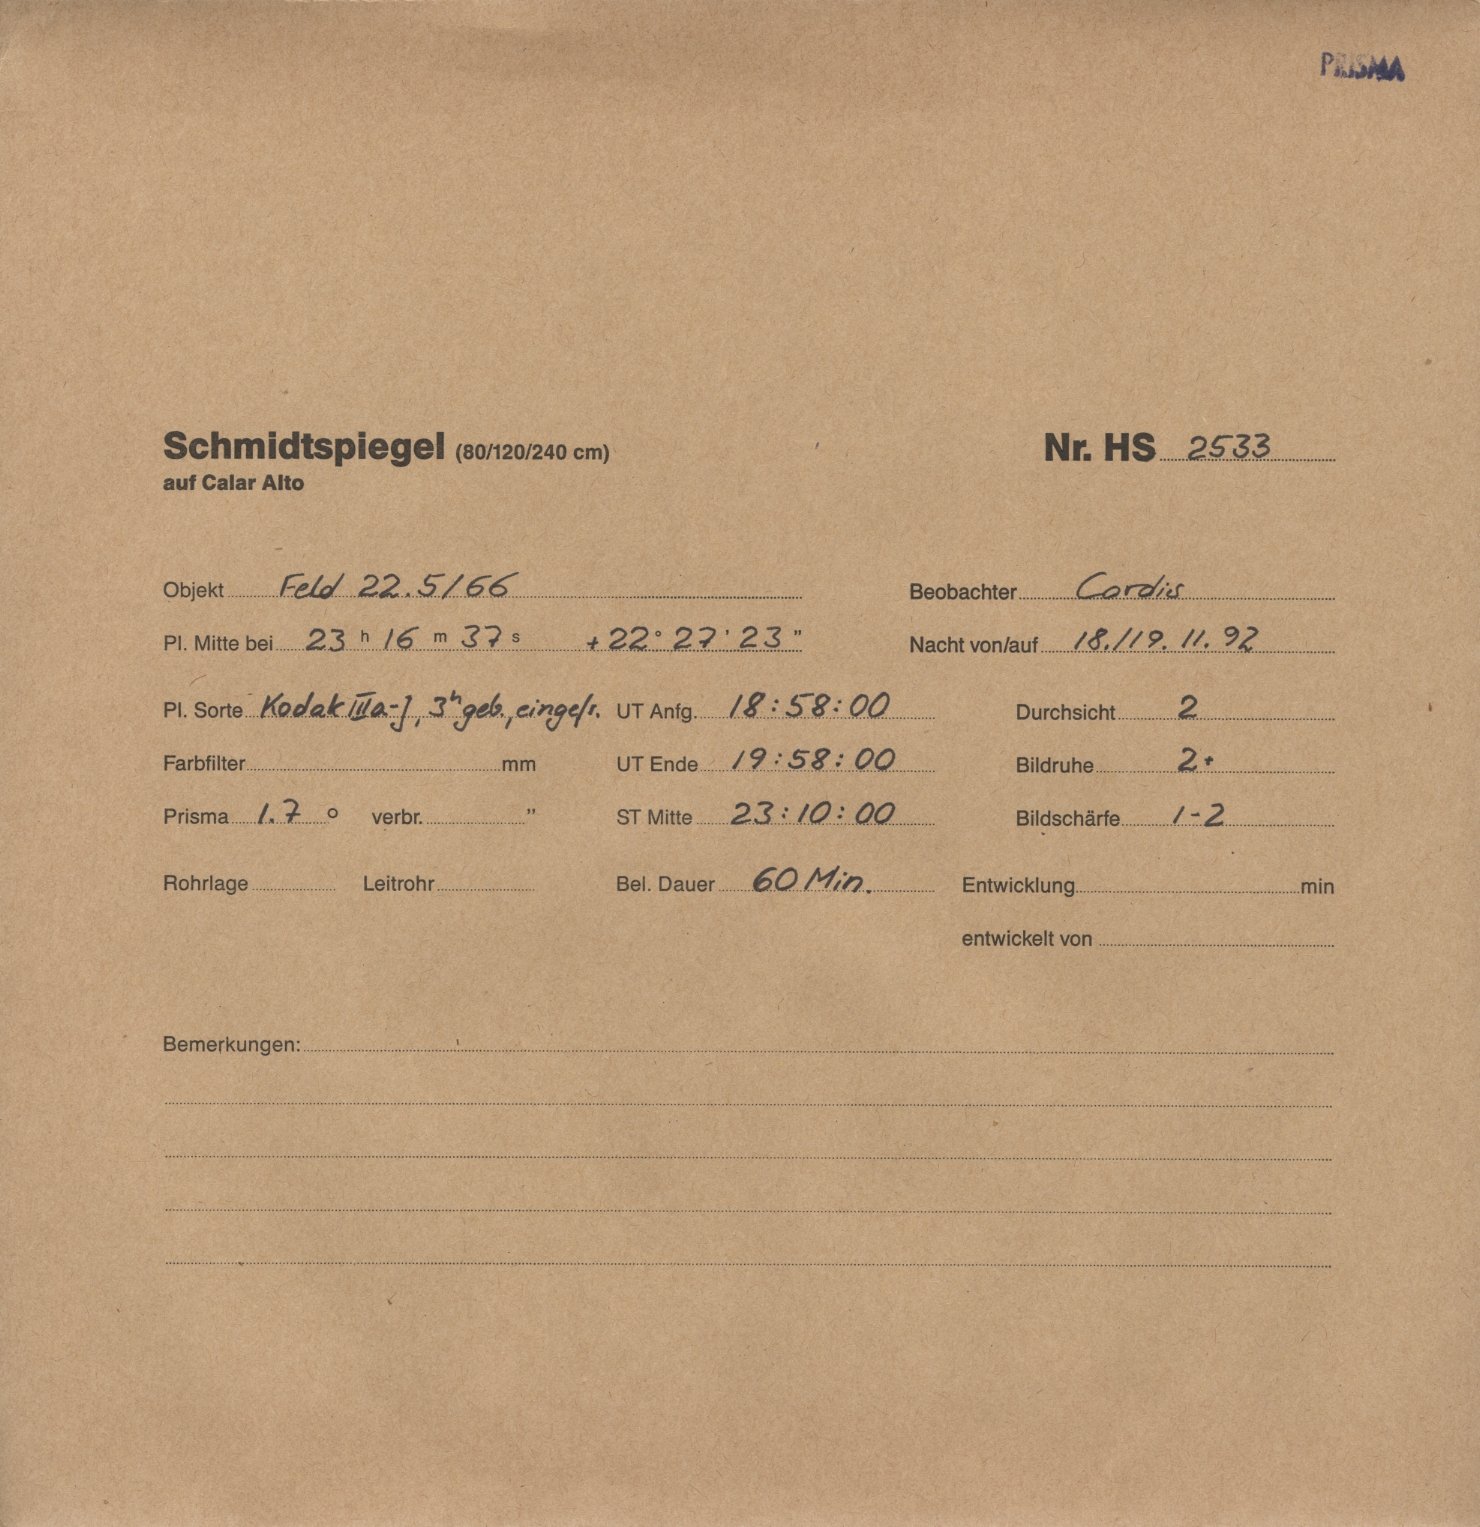 PRISMA
Schmidtspiegel (80/120/240 cm) Nr. HS 2533
auf Calar Alto
Objekt Feld 22.5/66 Beobachter Cordis
Pl. Mitte bei 23 h 16 m 37 s +22° 27' 23" Nacht von/auf 18./19. 11. 92
Pl. Sorte Kodak IIIa-J, 3h geb., eingefr. UT Anfg. 18:58:00 Durchsicht 2
Farbfilter mm UT Ende 19:58:00 Bildruhe 2+
Prisma 1.7 ° verbr. " ST Mitte 23:10:00 Bildschärfe 1-2
Rohrlage Leitrohr Bel. Dauer 60 Min. Entwicklung min
entwickelt von
Bemerkungen: